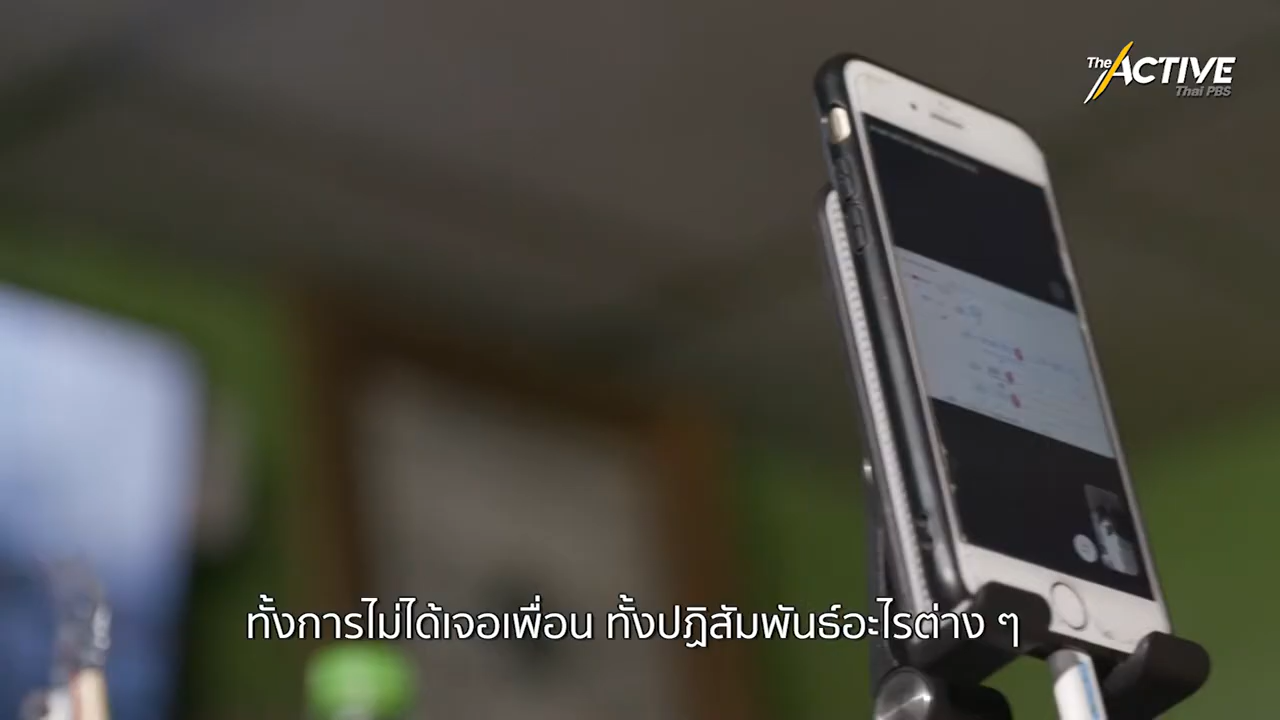 The ACTIVE
Thai PBS
ทั้งการไม่ได้เจอเพื่อน ทั้งปฏิสัมพันธ์อะไรต่าง ๆ